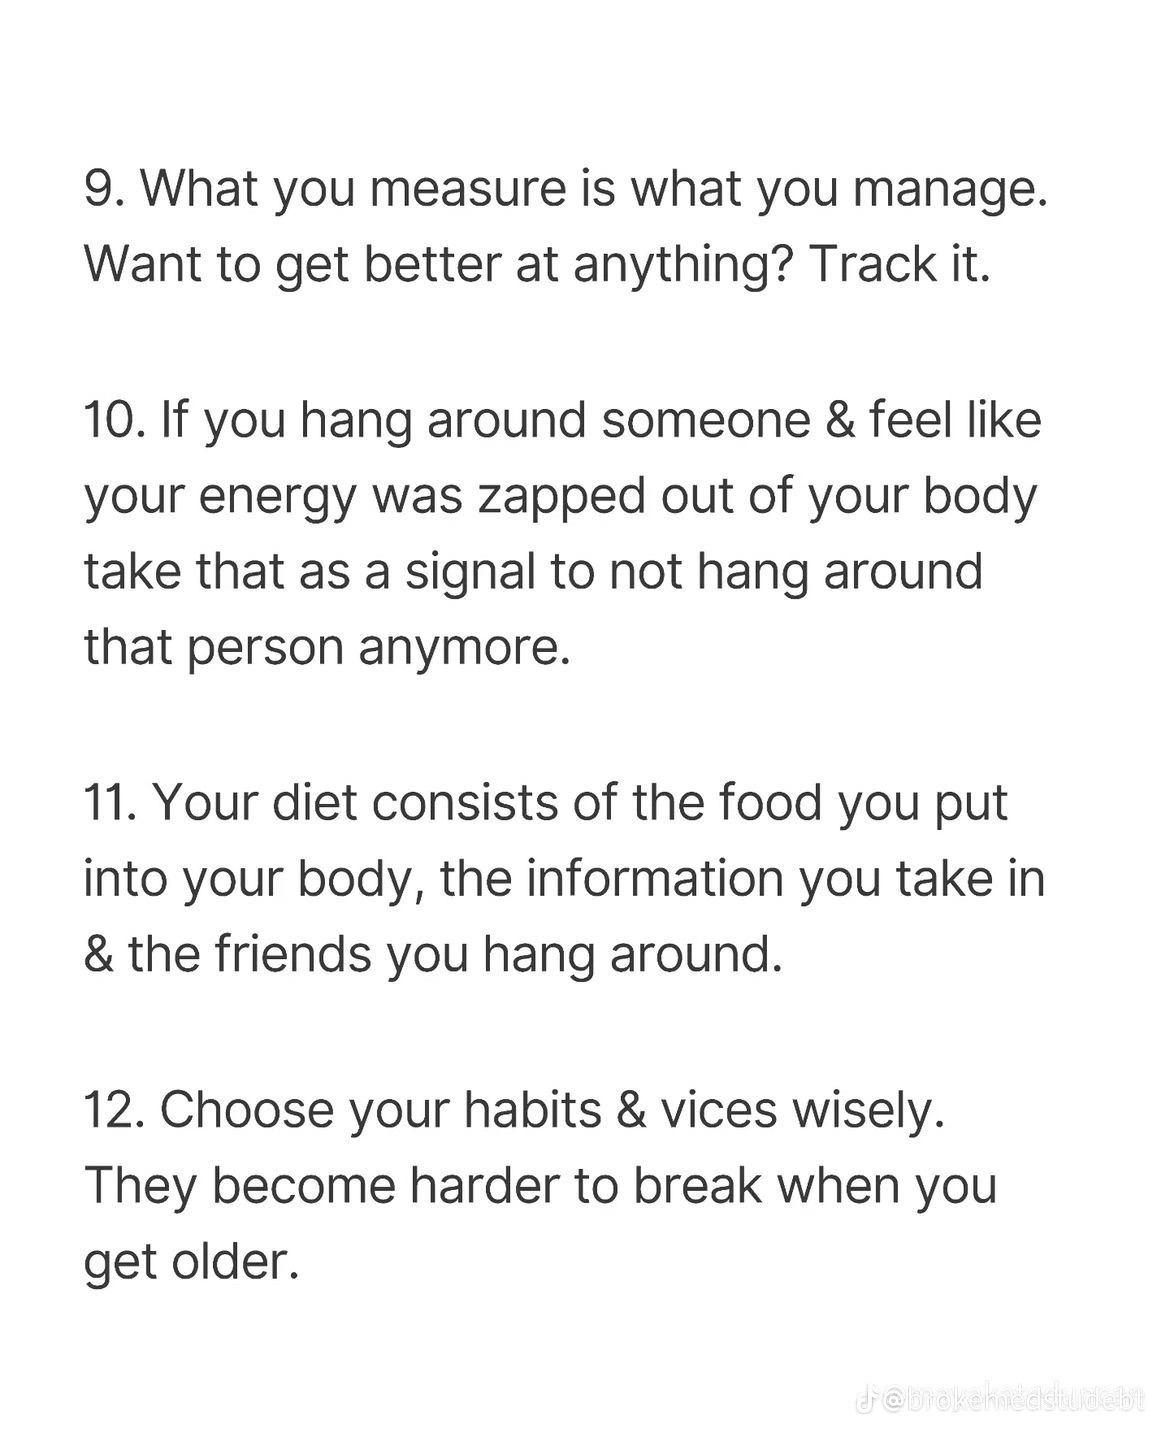 9. What you measure is what you manage.
Want to get better at anything? Track it.
10. If you hang around someone & feel like
your energy was zapped out of your body
take that as a signal to not hang around
that person anymore.
11. Your diet consists of the food you put
into your body, the information you take in
& the friends you hang around.
12. Choose your habits & vices wisely.
They become harder to break when you
get older.